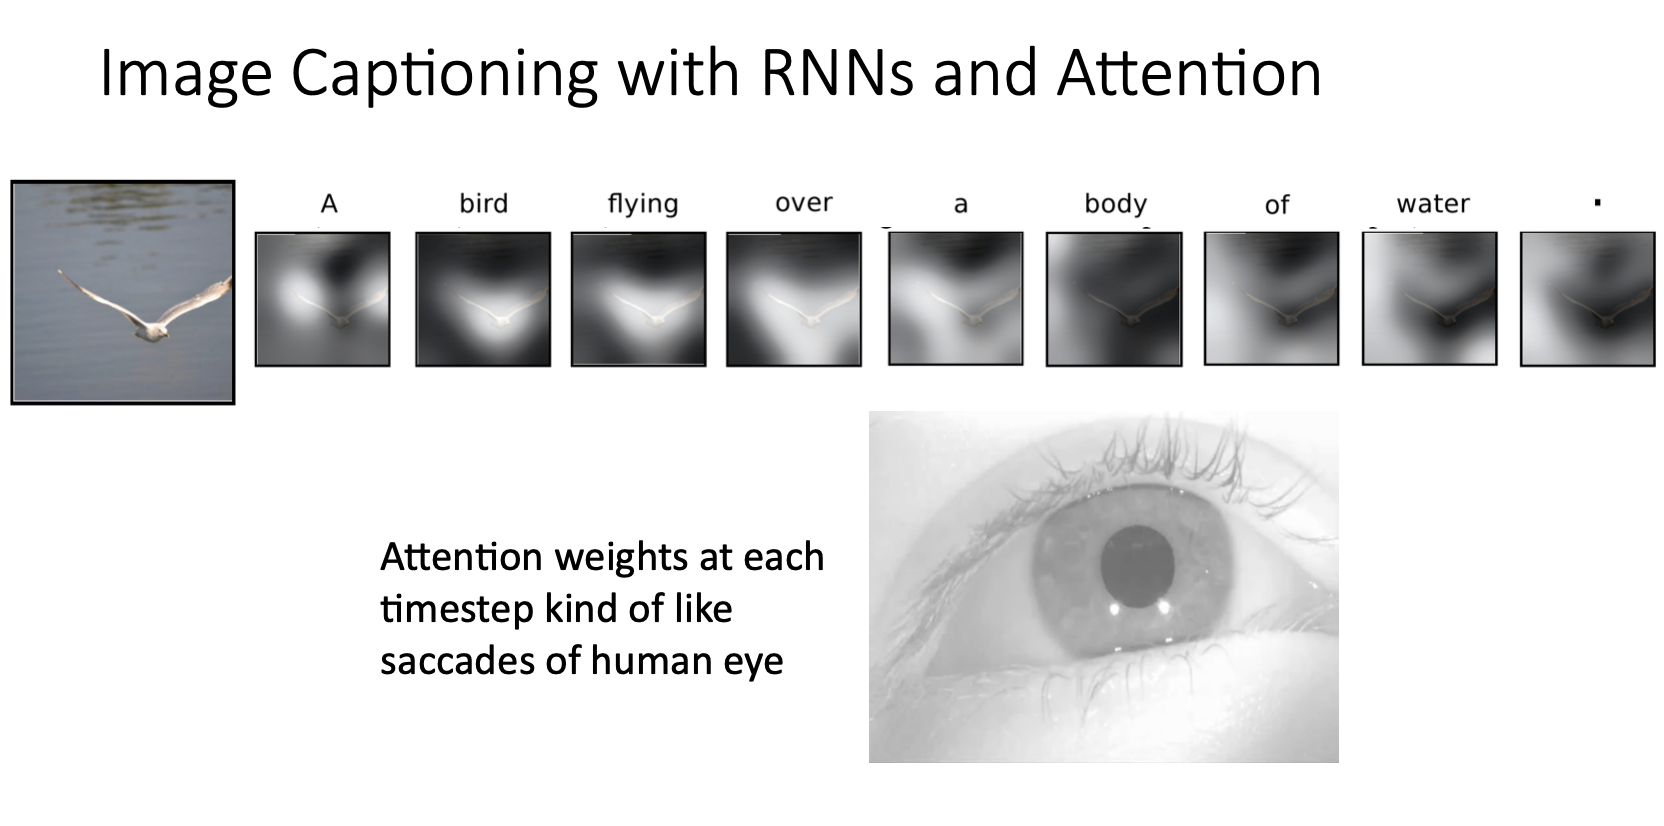 Image Captioning with RNNs and Attention
A bird flying over a body of water .
Attention weights at each
timestep kind of like
saccades of human eye